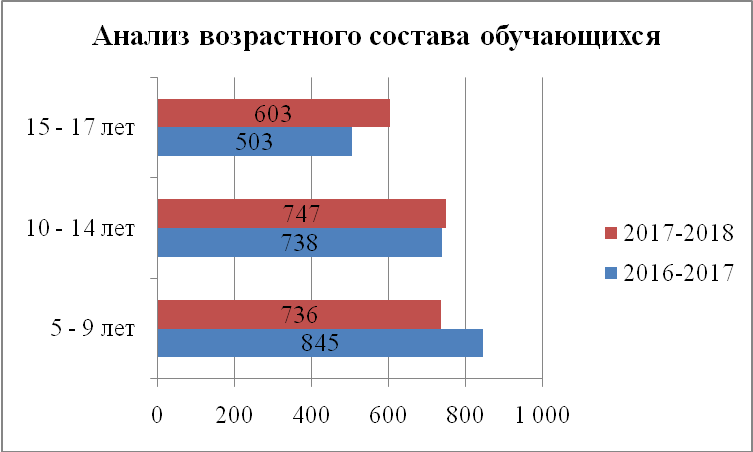 Анализ возрастного состава обучающихся
15 - 17 лет
603
503
10 - 14 лет
747
738
5 - 9 лет
736
845
0 200 400 600 800 1 000
2017-2018
2016-2017